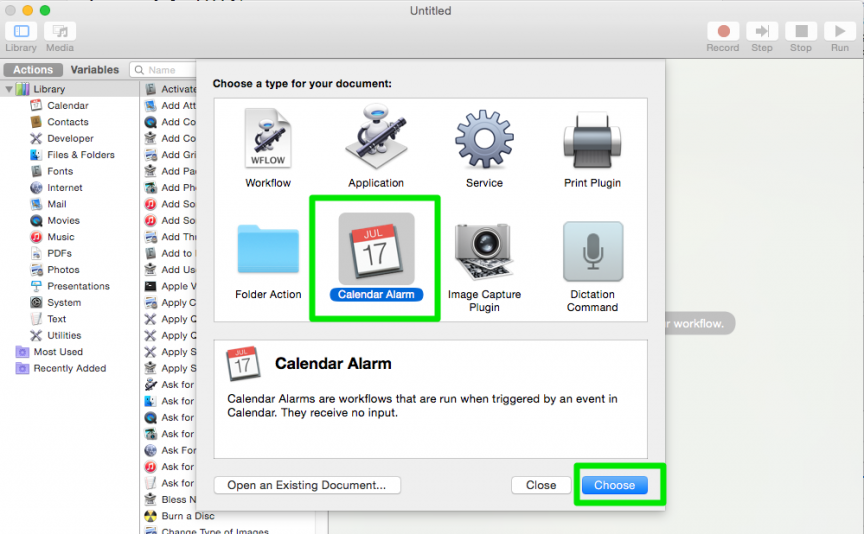 Untitled
Library Media Record Step Stop Run
Actions Variables Name
Library
Calendar
Contacts
Developer
Files & Folders
Fonts
Internet
Mail
Movies
Music
PDFs
Photos
Presentations
System
Text
Utilities
Most Used
Recently Added
Activate
Add Att
Add Co
Add Co
Add Gri
Add Pa
Add Ph
Add So
Add So
Add Th
Add to
Add Us
Apple V
Apply C
Apply Q
Apply Q
Apply S
Apply S
Ask for
Ask for
Ask for
Ask for
Ask For
Ask for
Ask for
Bless N
Burn a Disc
Change Type of Images
Choose a type for your document:
WFLOW
Workflow
Application
Service
Print Plugin
Folder Action
JUL
17
Calendar Alarm
Image Capture
Plugin
Dictation
Command
r workflow.
JUL
17
Calendar Alarm
Calendar Alarms are workflows that are run when triggered by an event in
Calendar. They receive no input.
Open an Existing Document... Close Choose